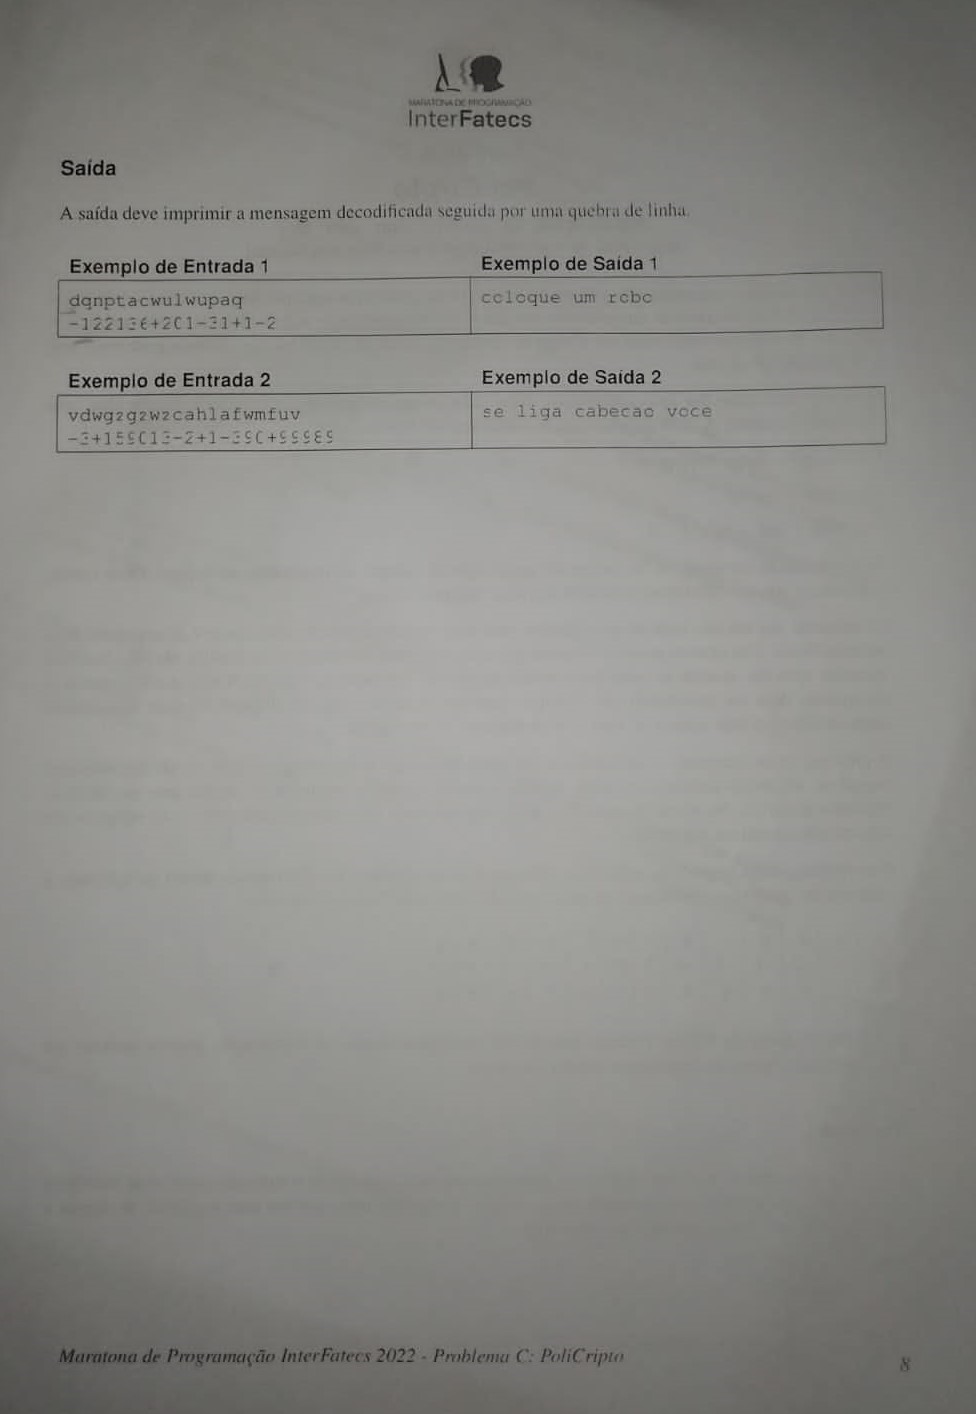 MARATONA DE PROGRAMAÇÃO
InterFatecs
Saída
A saída deve imprimir a mensagem decodificada seguida por uma quebra de linha.
Exemplo de Entrada 1
Exemplo de Saída 1
dqnptacwulwupaq
-122136+201-31+1-2
coloque um robo
Exemplo de Entrada 2
Exemplo de Saída 2
vdwgzgzwzcahlafwmfuv
-3+159013-2+1-390+99989
se liga cabecao voce
Maratona de Programação InterFatecs 2022 - Problema C: PoliCripto
8